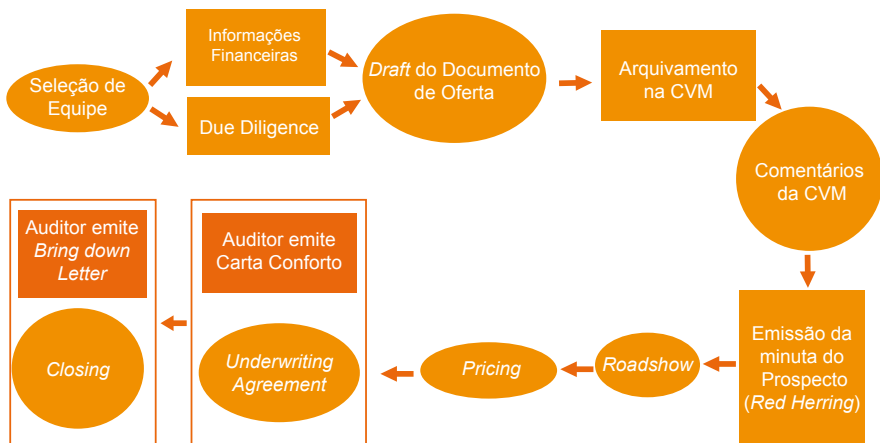 Seleção de
Equipe
Informações
Financeiras
Due Diligence
Draft do Documento
de Oferta
Arquivamento
na CVM
Comentários
da CVM
Emissão da
minuta do
Prospecto
(Red Herring)
Roadshow
Pricing
Auditor emite
Carta Conforto
Underwriting
Agreement
Auditor emite
Bring down
Letter
Closing